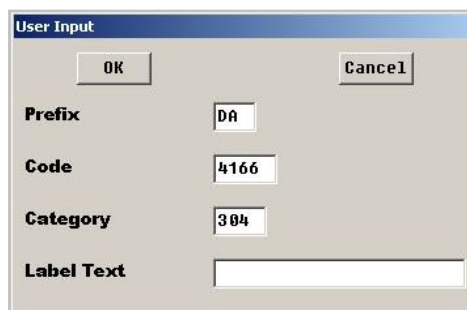 User Input
OK Cancel
Prefix DA
Code 4166
Category 304
Label Text